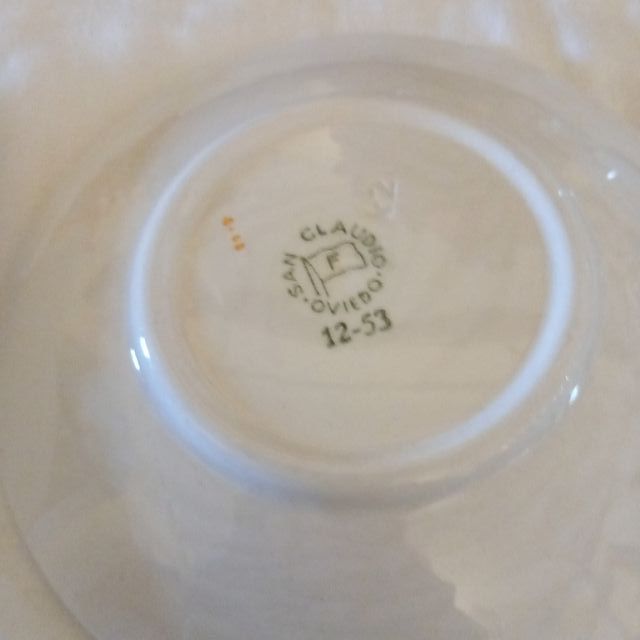 SAN CLAUDIO
F
OVIEDO
12-53